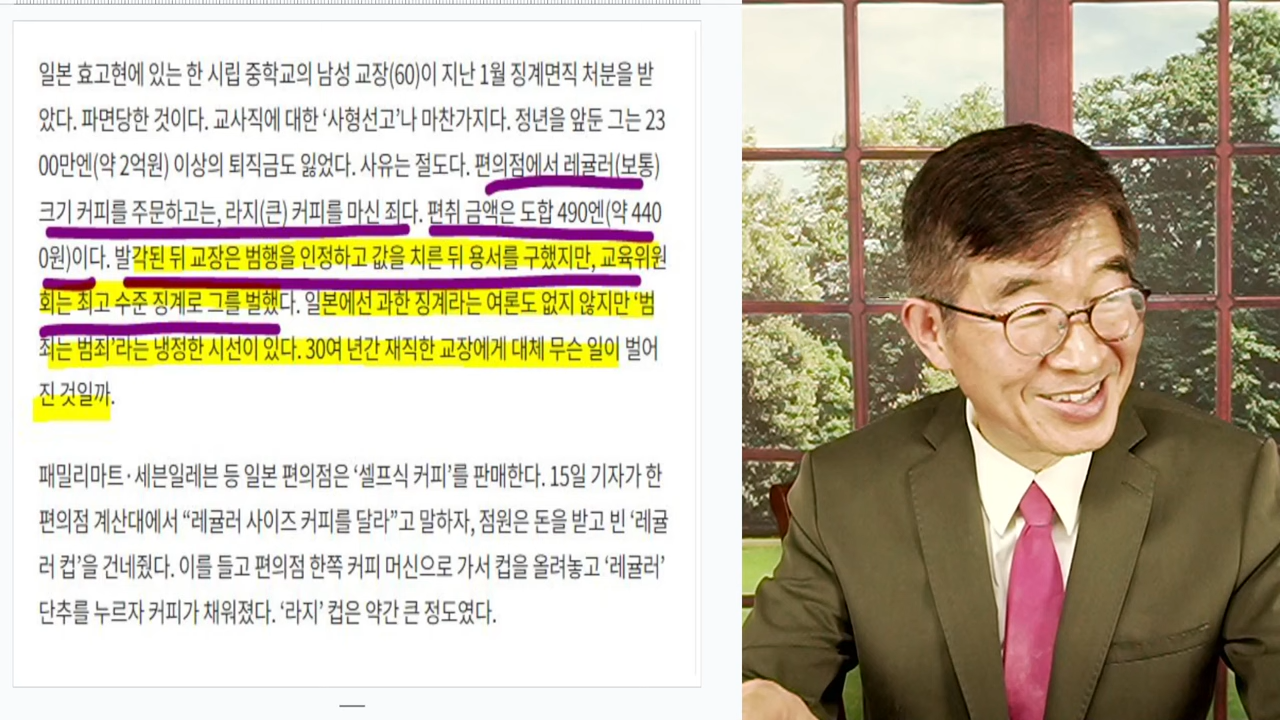 일본 효고현에 있는 한 시립 중학교의 남성 교장(60)이 지난 1월 징계면직 처분을 받
았다. 파면당한 것이다. 교사직에 대한 ‘사형선고’나 마찬가지다. 정년을 앞둔 그는 23
00만엔(약 2억원) 이상의 퇴직금도 잃었다. 사유는 절도다. 편의점에서 레귤러(보통)
크기 커피를 주문하고는, 라지(큰) 커피를 마신 죄다. 편취 금액은 도합 490엔(약 440
0원)이다. 발각된 뒤 교장은 범행을 인정하고 값을 치른 뒤 용서를 구했지만, 교육위원
회는 최고 수준 징계로 그를 벌했다. 일본에선 과한 징계라는 여론도 없지 않지만 ‘범
죄는 범죄’라는 냉정한 시선이 있다. 30여 년간 재직한 교장에게 대체 무슨 일이 벌어
진 것일까.
패밀리마트·세븐일레븐 등 일본 편의점은 ‘셀프식 커피’를 판매한다. 15일 기자가 한
편의점 계산대에서 “레귤러 사이즈 커피를 달라”고 말하자, 점원은 돈을 받고 빈 ‘레귤
러 컵’을 건네줬다. 이를 들고 편의점 한쪽 커피 머신으로 가서 컵을 올려놓고 ‘레귤러’
단추를 누르자 커피가 채워졌다. ‘라지’ 컵은 약간 큰 정도였다.